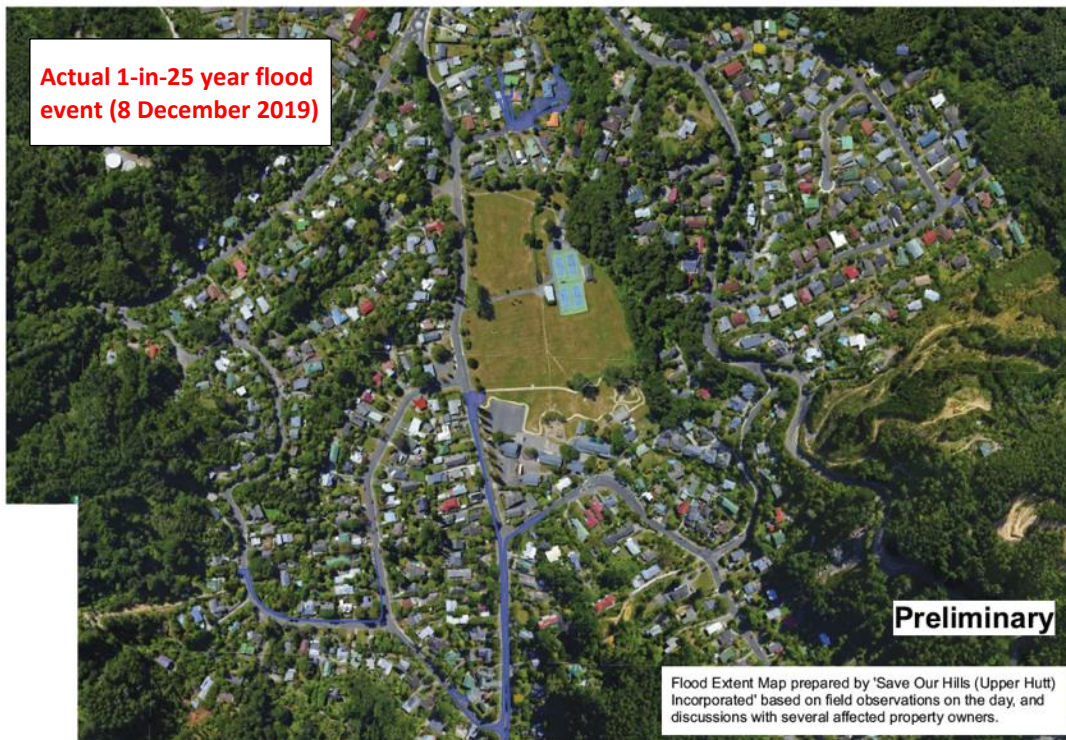 Actual 1-in-25 year flood
event (8 December 2019)
Preliminary
Flood Extent Map prepared by 'Save Our Hills (Upper Hutt)
Incorporated' based on field observations on the day, and
discussions with several affected property owners.